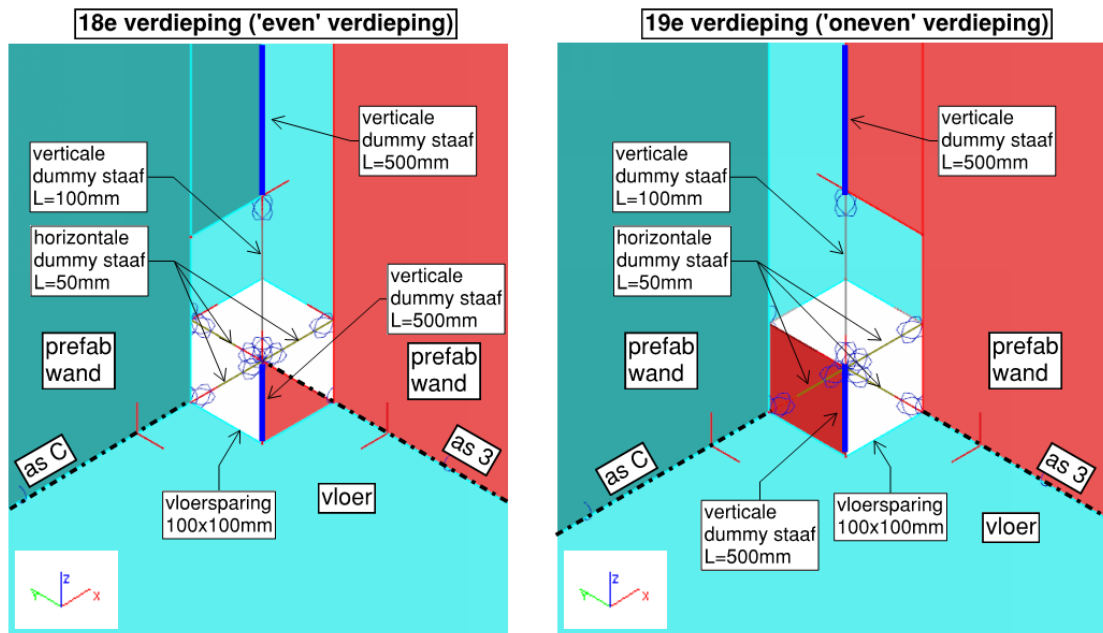 18e verdieping ('even' verdieping)
verticale
dummy staaf
L=500mm
verticale
dummy staaf
L=100mm
horizontale
dummy staaf
L=50mm
verticale
dummy staaf
L=500mm
prefab
wand
prefab
wand
as C
as 3
vloersparing
100x100mm
vloer
Z
Y
X
19e verdieping ('oneven' verdieping)
verticale
dummy staaf
L=500mm
verticale
dummy staaf
L=100mm
horizontale
dummy staaf
L=50mm
prefab
wand
prefab
wand
as C
as 3
verticale
dummy staaf
L=500mm
vloersparing
100x100mm
vloer
Z
Y
X